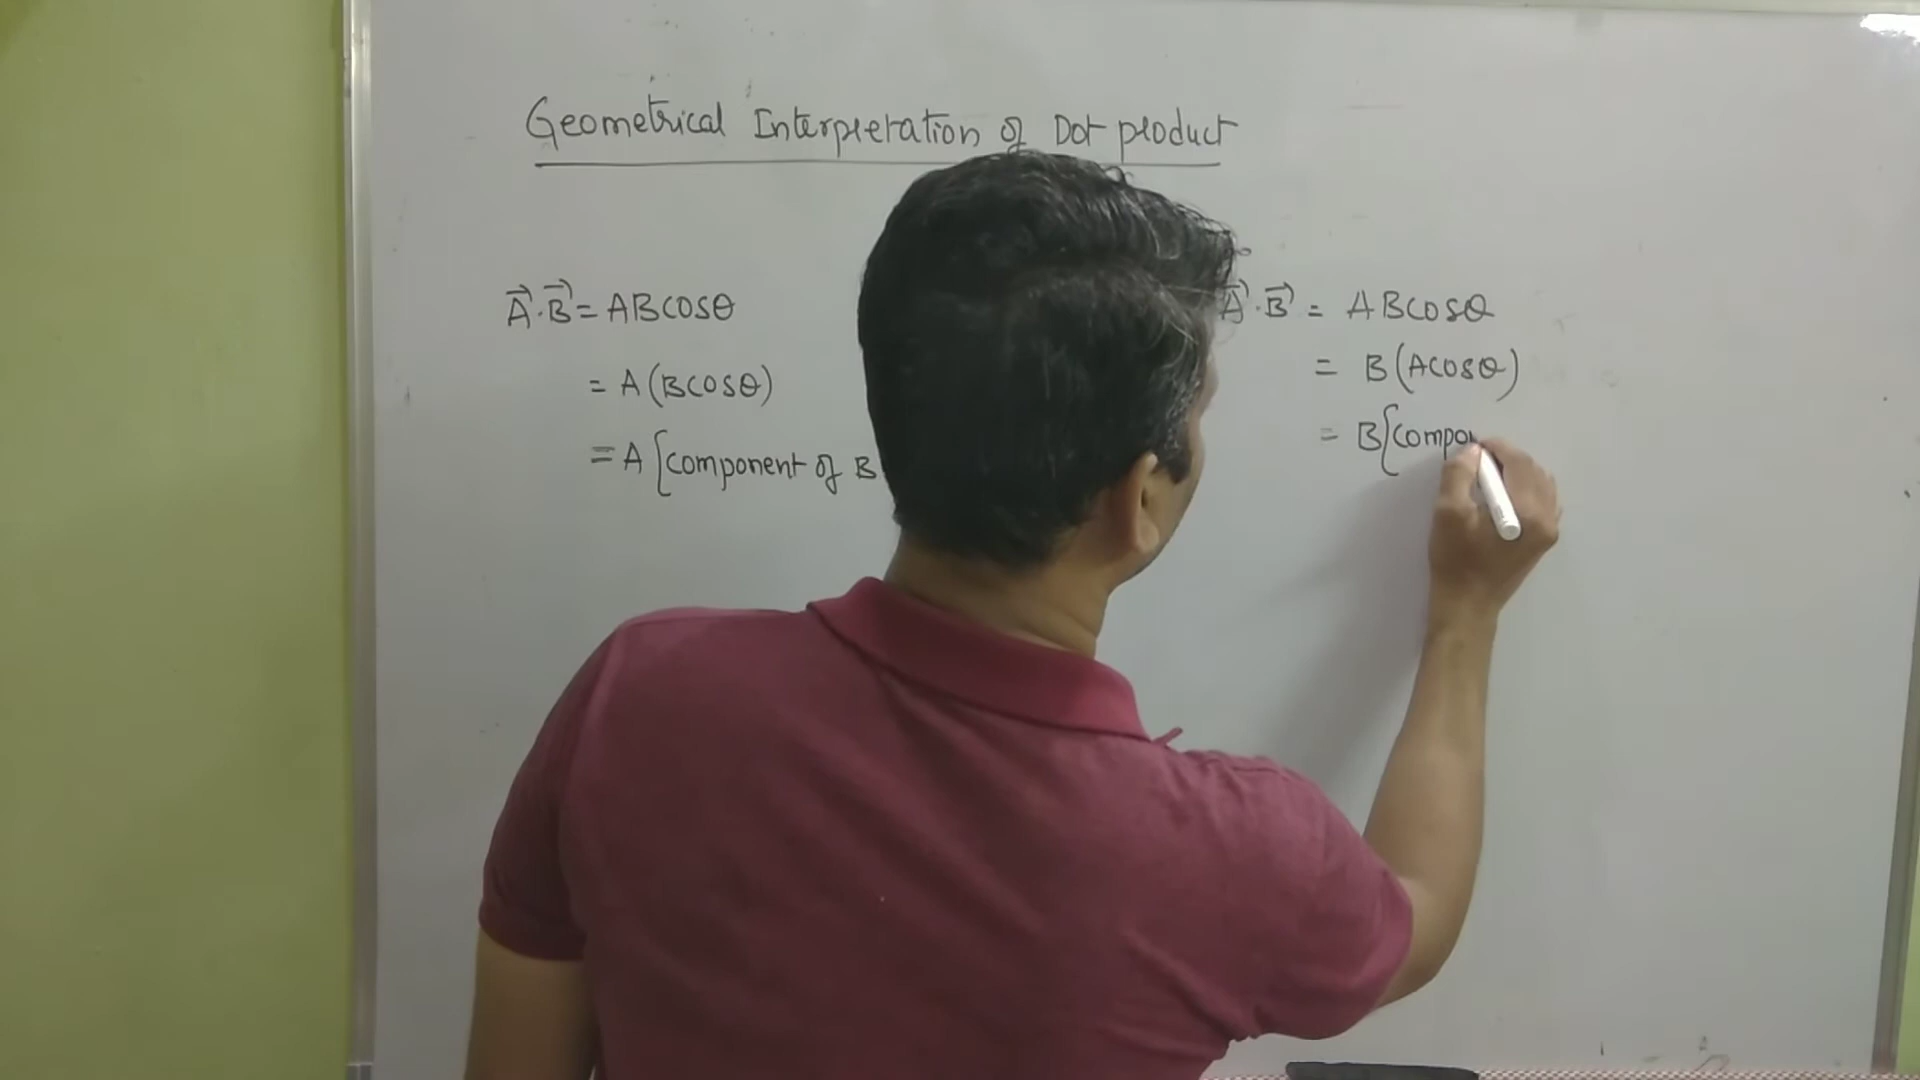 Geometrical Interpretation of Dot product
A⃗.B⃗ = ABcosθ
= A(Bcosθ)
= A{component of B
A⃗.B⃗ = ABcosθ
= B(Acosθ)
= B{compo